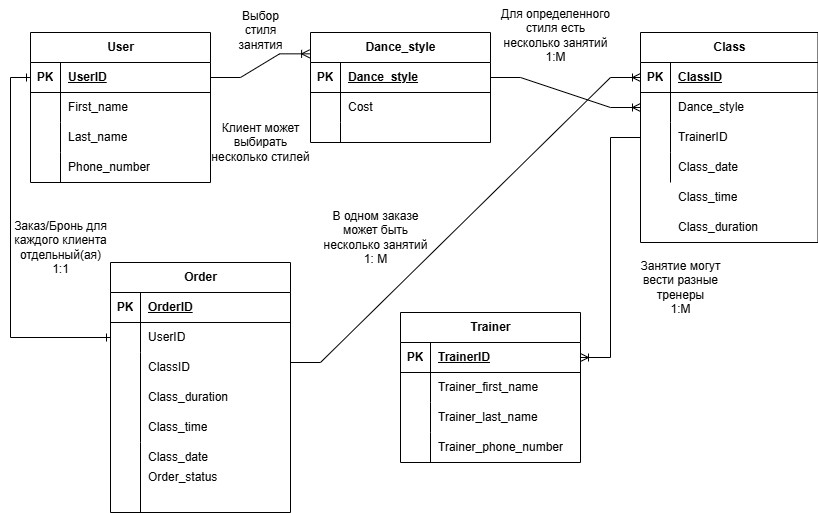 Выбор
стиля
занятия
Для определенного
стиля есть
несколько занятий
1:M
User
PK UserID
First_name
Last_name
Phone_number
Dance_style
PK Dance_style
Cost
Class
PK ClassID
Dance_style
TrainerID
Class_date
Class_time
Class_duration
Клиент может
выбирать
несколько стилей
Заказ/Бронь для
каждого клиента
отдельный(ая)
1:1
В одном заказе
может быть
несколько занятий
1: M
Занятие могут
вести разные
тренеры
1:M
Order
PK OrderID
UserID
ClassID
Class_duration
Class_time
Class_date
Order_status
Trainer
PK TrainerID
Trainer_first_name
Trainer_last_name
Trainer_phone_number